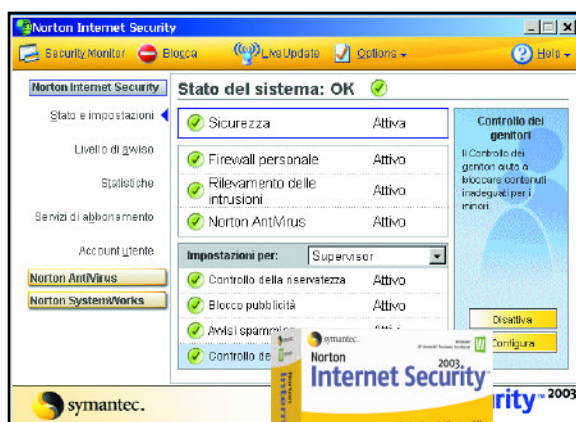 Norton Internet Security
Security Monitor Blocca LiveUpdate Options Help
Norton Internet Security
Stato e impostazioni
Livello di avviso
Statistiche
Servizi di abbonamento
Account utente
Norton AntiVirus
Norton SystemWorks
Stato del sistema: OK
Sicurezza Attiva
Firewall personale Attivo
Rilevamento delle intrusioni Attivo
Norton AntiVirus Attivo
Impostazioni per: Supervisor
Controllo della riservatezza Attivo
Blocco pubblicità Attivo
Avvisi spamming
Controllo de
Controllo dei
genitori
Il Controllo dei
genitori aiuta a
bloccare contenuti
inadeguati per i
minori.
Disattiva
Configura
symantec.
symantec.
Norton
Internet Security
2003
urity 2003